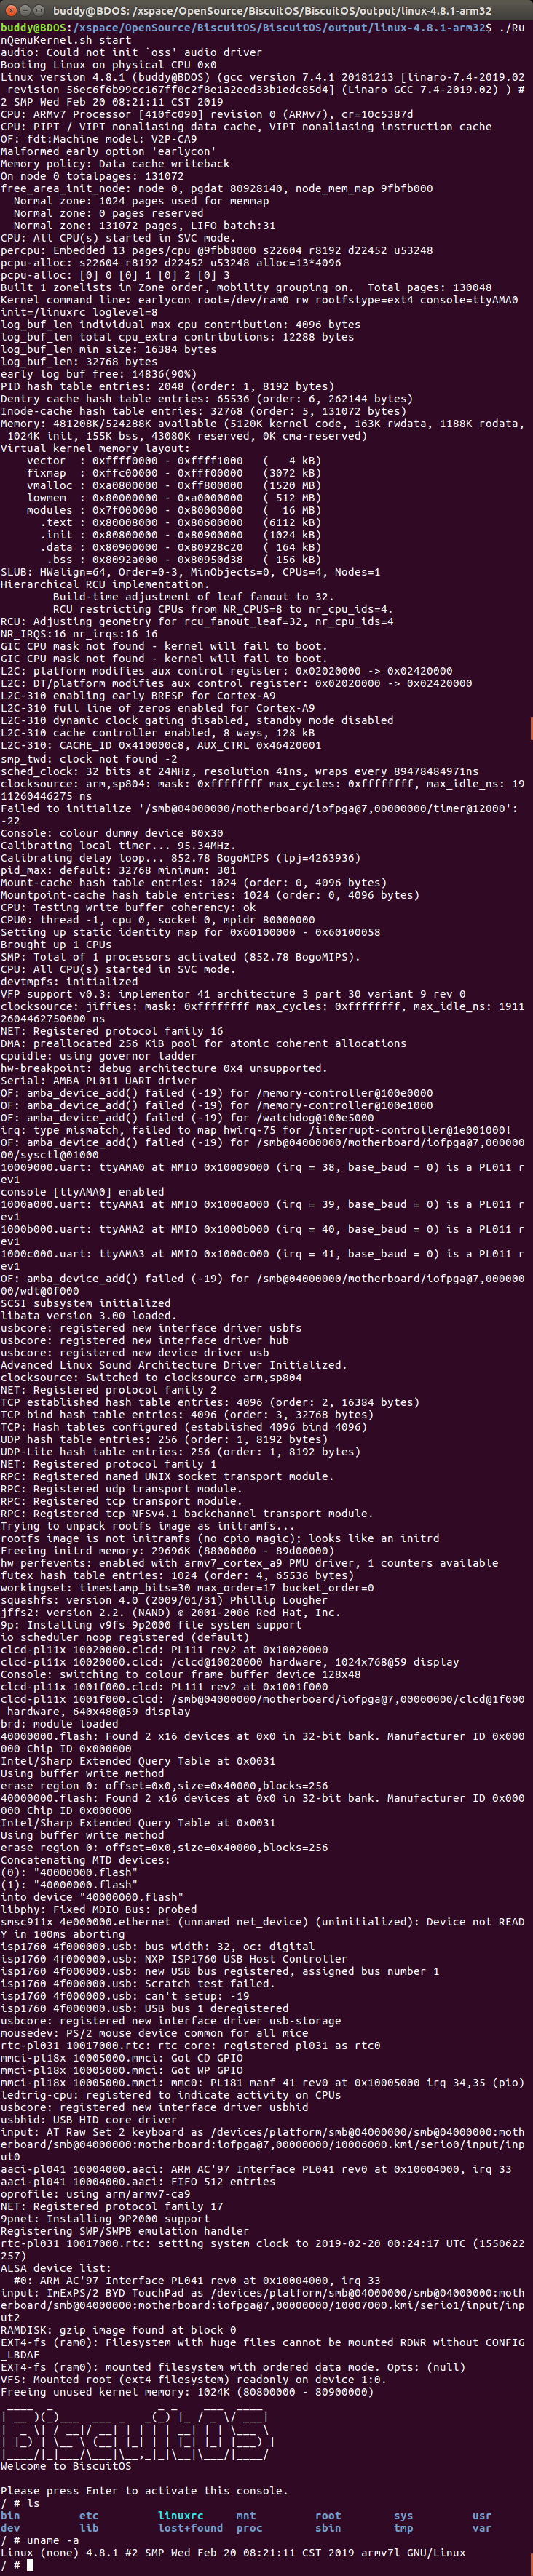 buddy@BDOS: /xspace/OpenSource/BiscuitOS/BiscuitOS/output/linux-4.8.1-arm32
buddy@BDOS:/xspace/OpenSource/BiscuitOS/BiscuitOS/output/linux-4.8.1-arm32$ ./Ru
nQemuKernel.sh start
audio: Could not init `oss' audio driver
Booting Linux on physical CPU 0x0
Linux version 4.8.1 (buddy@BDOS) (gcc version 7.4.1 20181213 [linaro-7.4-2019.02
 revision 56ec6f6b99cc167ff0c2f8e1a2eed33b1edc85d4] (Linaro GCC 7.4-2019.02) ) #
2 SMP Wed Feb 20 08:21:11 CST 2019
CPU: ARMv7 Processor [410fc090] revision 0 (ARMv7), cr=10c5387d
CPU: PIPT / VIPT nonaliasing data cache, VIPT nonaliasing instruction cache
OF: fdt:Machine model: V2P-CA9
Malformed early option 'earlycon'
Memory policy: Data cache writeback
On node 0 totalpages: 131072
free_area_init_node: node 0, pgdat 80928140, node_mem_map 9fbfb000
  Normal zone: 1024 pages used for memmap
  Normal zone: 0 pages reserved
  Normal zone: 131072 pages, LIFO batch:31
CPU: All CPU(s) started in SVC mode.
percpu: Embedded 13 pages/cpu @9fbb8000 s22604 r8192 d22452 u53248
pcpu-alloc: s22604 r8192 d22452 u53248 alloc=13*4096
pcpu-alloc: [0] 0 [0] 1 [0] 2 [0] 3
Built 1 zonelists in Zone order, mobility grouping on.  Total pages: 130048
Kernel command line: earlycon root=/dev/ram0 rw rootfstype=ext4 console=ttyAMA0
init=/linuxrc loglevel=8
log_buf_len individual max cpu contribution: 4096 bytes
log_buf_len total cpu_extra contributions: 12288 bytes
log_buf_len min size: 16384 bytes
log_buf_len: 32768 bytes
early log buf free: 14836(90%)
PID hash table entries: 2048 (order: 1, 8192 bytes)
Dentry cache hash table entries: 65536 (order: 6, 262144 bytes)
Inode-cache hash table entries: 32768 (order: 5, 131072 bytes)
Memory: 481208K/524288K available (5120K kernel code, 163K rwdata, 1188K rodata,
 1024K init, 155K bss, 43080K reserved, 0K cma-reserved)
Virtual kernel memory layout:
    vector  : 0xffff0000 - 0xffff1000   (   4 kB)
    fixmap  : 0xffc00000 - 0xfff00000   (3072 kB)
    vmalloc : 0xa0800000 - 0xff800000   (1520 MB)
    lowmem  : 0x80000000 - 0xa0000000   ( 512 MB)
    modules : 0x7f000000 - 0x80000000   (  16 MB)
      .text : 0x80008000 - 0x80600000   (6112 kB)
      .init : 0x80800000 - 0x80900000   (1024 kB)
      .data : 0x80900000 - 0x80928c20   ( 164 kB)
       .bss : 0x8092a000 - 0x80950d38   ( 156 kB)
SLUB: HWalign=64, Order=0-3, MinObjects=0, CPUs=4, Nodes=1
Hierarchical RCU implementation.
        Build-time adjustment of leaf fanout to 32.
        RCU restricting CPUs from NR_CPUS=8 to nr_cpu_ids=4.
RCU: Adjusting geometry for rcu_fanout_leaf=32, nr_cpu_ids=4
NR_IRQS:16 nr_irqs:16 16
GIC CPU mask not found - kernel will fail to boot.
GIC CPU mask not found - kernel will fail to boot.
L2C: platform modifies aux control register: 0x02020000 -> 0x02420000
L2C: DT/platform modifies aux control register: 0x02020000 -> 0x02420000
L2C-310 enabling early BRESP for Cortex-A9
L2C-310 full line of zeros enabled for Cortex-A9
L2C-310 dynamic clock gating disabled, standby mode disabled
L2C-310 cache controller enabled, 8 ways, 128 kB
L2C-310: CACHE_ID 0x410000c8, AUX_CTRL 0x46420001
smp_twd: clock not found -2
sched_clock: 32 bits at 24MHz, resolution 41ns, wraps every 89478484971ns
clocksource: arm,sp804: mask: 0xffffffff max_cycles: 0xffffffff, max_idle_ns: 19
11260446275 ns
Failed to initialize '/smb@04000000/motherboard/iofpga@7,00000000/timer@12000':
-22
Console: colour dummy device 80x30
Calibrating local timer... 95.34MHz.
Calibrating delay loop... 852.78 BogoMIPS (lpj=4263936)
pid_max: default: 32768 minimum: 301
Mount-cache hash table entries: 1024 (order: 0, 4096 bytes)
Mountpoint-cache hash table entries: 1024 (order: 0, 4096 bytes)
CPU: Testing write buffer coherency: ok
CPU0: thread -1, cpu 0, socket 0, mpidr 80000000
Setting up static identity map for 0x60100000 - 0x60100058
Brought up 1 CPUs
SMP: Total of 1 processors activated (852.78 BogoMIPS).
CPU: All CPU(s) started in SVC mode.
devtmpfs: initialized
VFP support v0.3: implementor 41 architecture 3 part 30 variant 9 rev 0
clocksource: jiffies: mask: 0xffffffff max_cycles: 0xffffffff, max_idle_ns: 1911
2604462750000 ns
NET: Registered protocol family 16
DMA: preallocated 256 KiB pool for atomic coherent allocations
cpuidle: using governor ladder
hw-breakpoint: debug architecture 0x4 unsupported.
Serial: AMBA PL011 UART driver
OF: amba_device_add() failed (-19) for /memory-controller@100e0000
OF: amba_device_add() failed (-19) for /memory-controller@100e1000
OF: amba_device_add() failed (-19) for /watchdog@100e5000
irq: type mismatch, failed to map hwirq-75 for /interrupt-controller@1e001000!
OF: amba_device_add() failed (-19) for /smb@04000000/motherboard/iofpga@7,000000
00/sysctl@01000
10009000.uart: ttyAMA0 at MMIO 0x10009000 (irq = 38, base_baud = 0) is a PL011 r
ev1
console [ttyAMA0] enabled
1000a000.uart: ttyAMA1 at MMIO 0x1000a000 (irq = 39, base_baud = 0) is a PL011 r
ev1
1000b000.uart: ttyAMA2 at MMIO 0x1000b000 (irq = 40, base_baud = 0) is a PL011 r
ev1
1000c000.uart: ttyAMA3 at MMIO 0x1000c000 (irq = 41, base_baud = 0) is a PL011 r
ev1
OF: amba_device_add() failed (-19) for /smb@04000000/motherboard/iofpga@7,000000
00/wdt@0f000
SCSI subsystem initialized
libata version 3.00 loaded.
usbcore: registered new interface driver usbfs
usbcore: registered new interface driver hub
usbcore: registered new device driver usb
Advanced Linux Sound Architecture Driver Initialized.
clocksource: Switched to clocksource arm,sp804
NET: Registered protocol family 2
TCP established hash table entries: 4096 (order: 2, 16384 bytes)
TCP bind hash table entries: 4096 (order: 3, 32768 bytes)
TCP: Hash tables configured (established 4096 bind 4096)
UDP hash table entries: 256 (order: 1, 8192 bytes)
UDP-Lite hash table entries: 256 (order: 1, 8192 bytes)
NET: Registered protocol family 1
RPC: Registered named UNIX socket transport module.
RPC: Registered udp transport module.
RPC: Registered tcp transport module.
RPC: Registered tcp NFSv4.1 backchannel transport module.
Trying to unpack rootfs image as initramfs...
rootfs image is not initramfs (no cpio magic); looks like an initrd
Freeing initrd memory: 29696K (88000000 - 89d00000)
hw perfevents: enabled with armv7_cortex_a9 PMU driver, 1 counters available
futex hash table entries: 1024 (order: 4, 65536 bytes)
workingset: timestamp_bits=30 max_order=17 bucket_order=0
squashfs: version 4.0 (2009/01/31) Phillip Lougher
jffs2: version 2.2. (NAND) © 2001-2006 Red Hat, Inc.
9p: Installing v9fs 9p2000 file system support
io scheduler noop registered (default)
clcd-pl11x 10020000.clcd: PL111 rev2 at 0x10020000
clcd-pl11x 10020000.clcd: /clcd@10020000 hardware, 1024x768@59 display
Console: switching to colour frame buffer device 128x48
clcd-pl11x 1001f000.clcd: PL111 rev2 at 0x1001f000
clcd-pl11x 1001f000.clcd: /smb@04000000/motherboard/iofpga@7,00000000/clcd@1f000
 hardware, 640x480@59 display
brd: module loaded
40000000.flash: Found 2 x16 devices at 0x0 in 32-bit bank. Manufacturer ID 0x000
000 Chip ID 0x000000
Intel/Sharp Extended Query Table at 0x0031
Using buffer write method
erase region 0: offset=0x0,size=0x40000,blocks=256
40000000.flash: Found 2 x16 devices at 0x0 in 32-bit bank. Manufacturer ID 0x000
000 Chip ID 0x000000
Intel/Sharp Extended Query Table at 0x0031
Using buffer write method
erase region 0: offset=0x0,size=0x40000,blocks=256
Concatenating MTD devices:
(0): "40000000.flash"
(1): "40000000.flash"
into device "40000000.flash"
libphy: Fixed MDIO Bus: probed
smsc911x 4e000000.ethernet (unnamed net_device) (uninitialized): Device not READ
Y in 100ms aborting
isp1760 4f000000.usb: bus width: 32, oc: digital
isp1760 4f000000.usb: NXP ISP1760 USB Host Controller
isp1760 4f000000.usb: new USB bus registered, assigned bus number 1
isp1760 4f000000.usb: Scratch test failed.
isp1760 4f000000.usb: can't setup: -19
isp1760 4f000000.usb: USB bus 1 deregistered
usbcore: registered new interface driver usb-storage
mousedev: PS/2 mouse device common for all mice
rtc-pl031 10017000.rtc: rtc core: registered pl031 as rtc0
mmci-pl18x 10005000.mmci: Got CD GPIO
mmci-pl18x 10005000.mmci: Got WP GPIO
mmci-pl18x 10005000.mmci: mmc0: PL181 manf 41 rev0 at 0x10005000 irq 34,35 (pio)
ledtrig-cpu: registered to indicate activity on CPUs
usbcore: registered new interface driver usbhid
usbhid: USB HID core driver
input: AT Raw Set 2 keyboard as /devices/platform/smb@04000000/smb@04000000:moth
erboard/smb@04000000:motherboard:iofpga@7,00000000/10006000.kmi/serio0/input/inp
ut0
aaci-pl041 10004000.aaci: ARM AC'97 Interface PL041 rev0 at 0x10004000, irq 33
aaci-pl041 10004000.aaci: FIFO 512 entries
oprofile: using arm/armv7-ca9
NET: Registered protocol family 17
9pnet: Installing 9P2000 support
Registering SWP/SWPB emulation handler
rtc-pl031 10017000.rtc: setting system clock to 2019-02-20 00:24:17 UTC (1550622
257)
ALSA device list:
  #0: ARM AC'97 Interface PL041 rev0 at 0x10004000, irq 33
input: ImExPS/2 BYD TouchPad as /devices/platform/smb@04000000/smb@04000000:moth
erboard/smb@04000000:motherboard:iofpga@7,00000000/10007000.kmi/serio1/input/inp
ut2
RAMDISK: gzip image found at block 0
EXT4-fs (ram0): Filesystem with huge files cannot be mounted RDWR without CONFIG
_LBDAF
EXT4-fs (ram0): mounted filesystem with ordered data mode. Opts: (null)
VFS: Mounted root (ext4 filesystem) readonly on device 1:0.
Freeing unused kernel memory: 1024K (80800000 - 80900000)
BiscuitOS
Welcome to BiscuitOS
Please press Enter to activate this console.
/ # ls
bin         etc         linuxrc     mnt         root        sys         usr
dev         lib         lost+found  proc        sbin        tmp         var
/ # uname -a
Linux (none) 4.8.1 #2 SMP Wed Feb 20 08:21:11 CST 2019 armv7l GNU/Linux
/ #